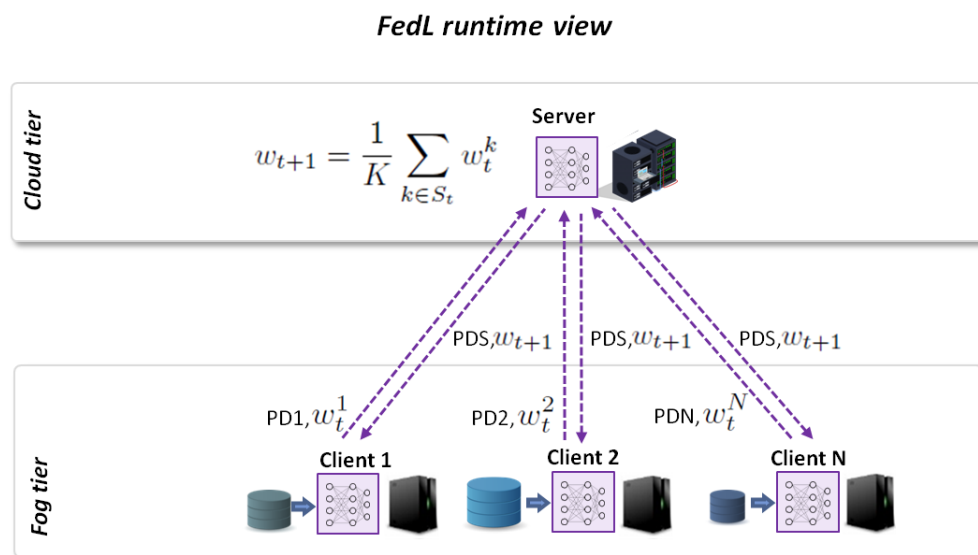 FedL runtime view
Cloud tier
Server
w_{t+1} = \frac{1}{K} \sum_{k \in S_t} w_t^k
PDS,w_{t+1} PDS,w_{t+1} PDS,w_{t+1}
Fog tier
PD1,w_t^1 PD2,w_t^2 PDN,w_t^N
Client 1 Client 2 Client N